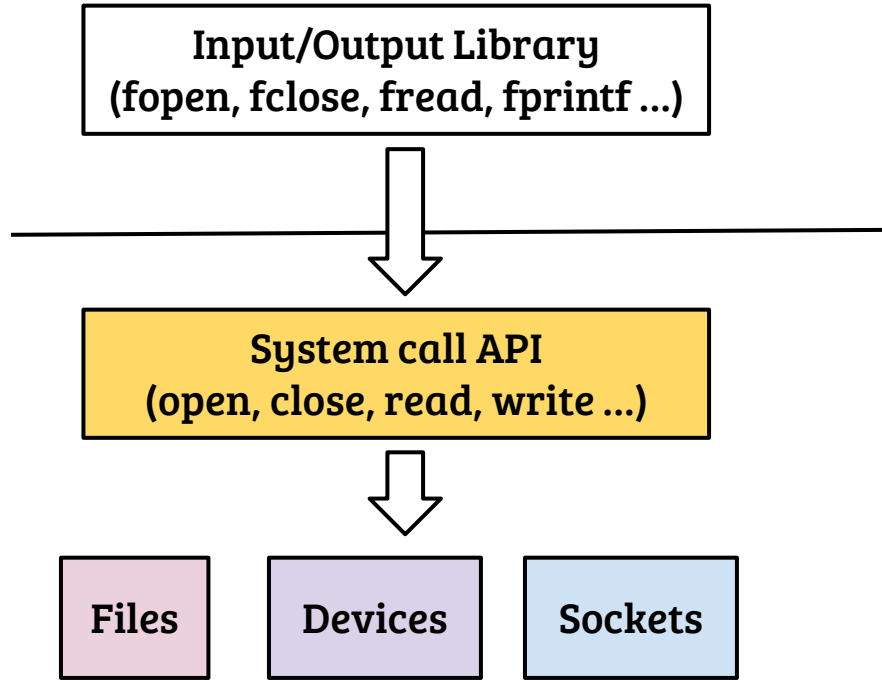 Input/Output Library
(fopen, fclose, fread, fprintf ...)
System call API
(open, close, read, write ...)
Files
Devices
Sockets